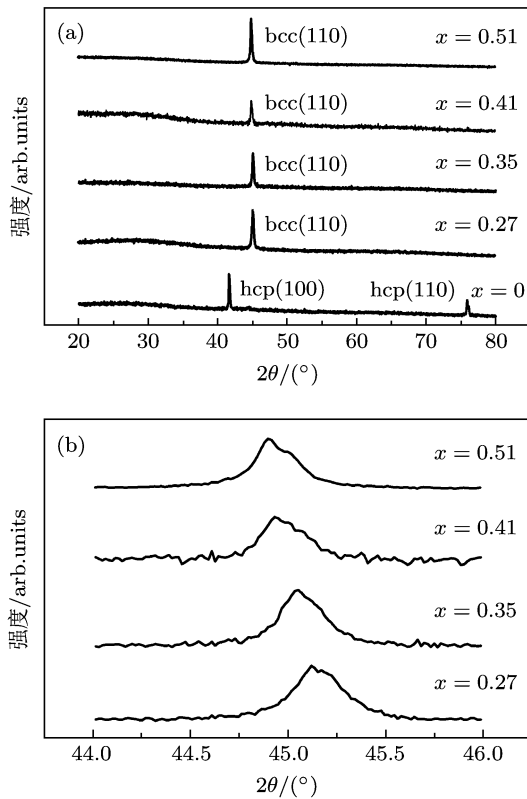 (a)
bcc(110)
x = 0.51
bcc(110)
x = 0.41
bcc(110)
x = 0.35
bcc(110)
x = 0.27
hcp(100)
hcp(110)
x = 0
强度/arb.units
20 30 40 50 60 70 80
2θ/(°)
(b)
x = 0.51
x = 0.41
x = 0.35
x = 0.27
强度/arb.units
44.0 44.5 45.0 45.5 46.0
2θ/(°)